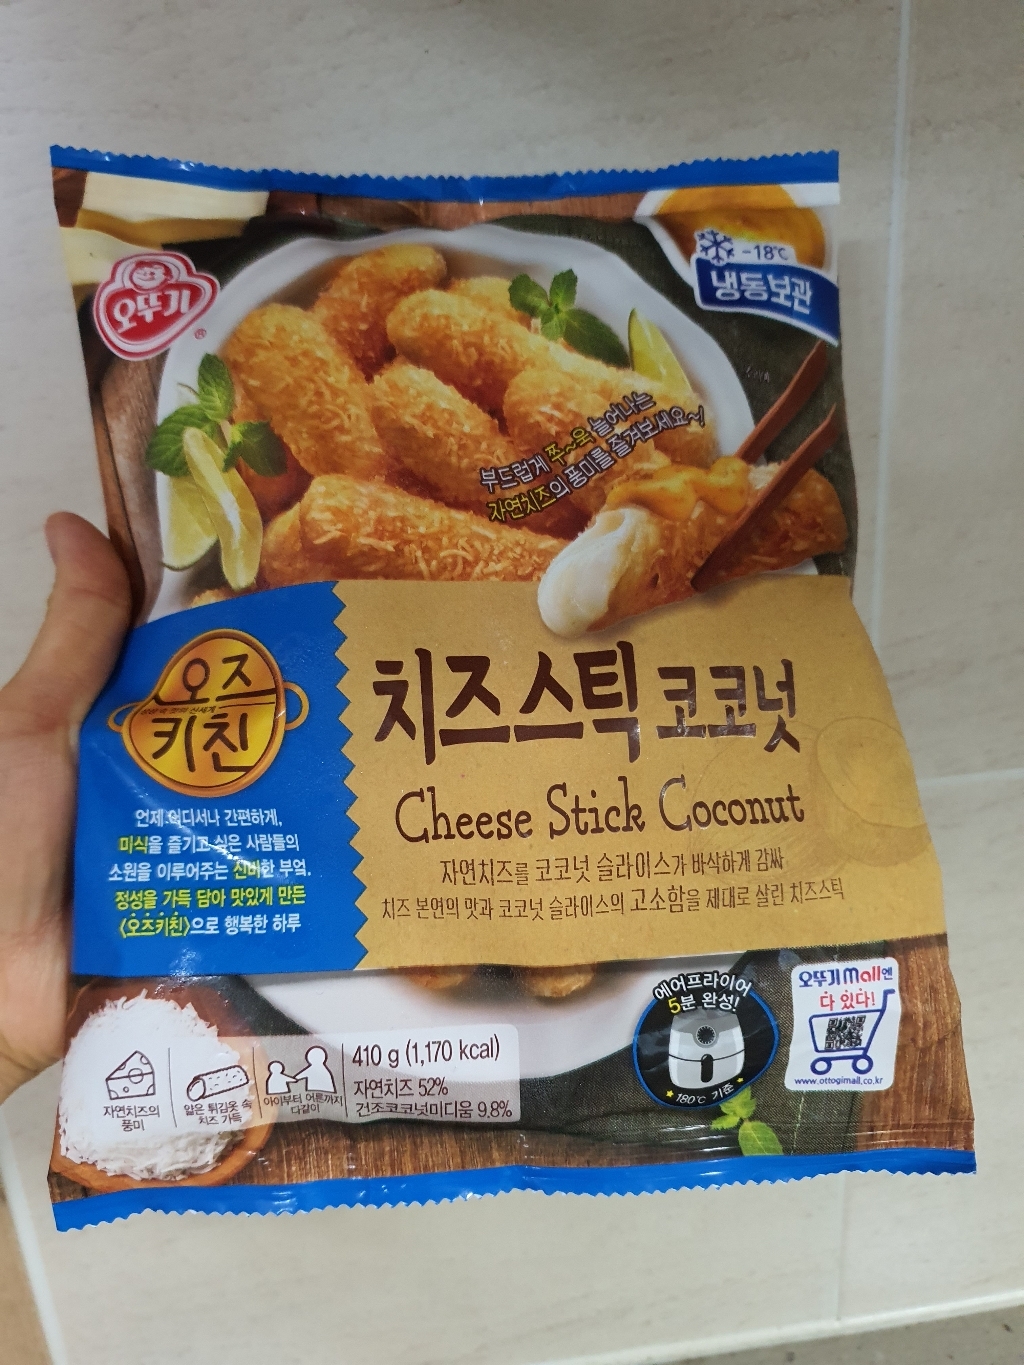 오뚜기
®
-18℃
냉동보관
부드럽게 쭈~욱 늘어나는
자연치즈의 풍미를 즐겨보세요~!
오즈
키친
치즈스틱 코코넛
Cheese Stick Coconut
자연치즈를 코코넛 슬라이스가 바삭하게 감싸
치즈 본연의 맛과 코코넛 슬라이스의 고소함을 제대로 살린 치즈스틱
언제 어디서나 간편하게,
미식을 즐기고 싶은 사람들의
소원을 이루어주는 신비한 부엌.
정성을 가득 담아 맛있게 만든
<오즈키친>으로 행복한 하루
자연치즈의
풍미
얇은 튀김옷 속
치즈 가득
아이부터 어른까지
다같이
410 g (1,170 kcal)
자연치즈 52%
건조코코넛미디움 9.8%
에어프라이어
5분 완성!
180℃ 기준
오뚜기mall엔
다 있다!
www.ottogimall.co.kr